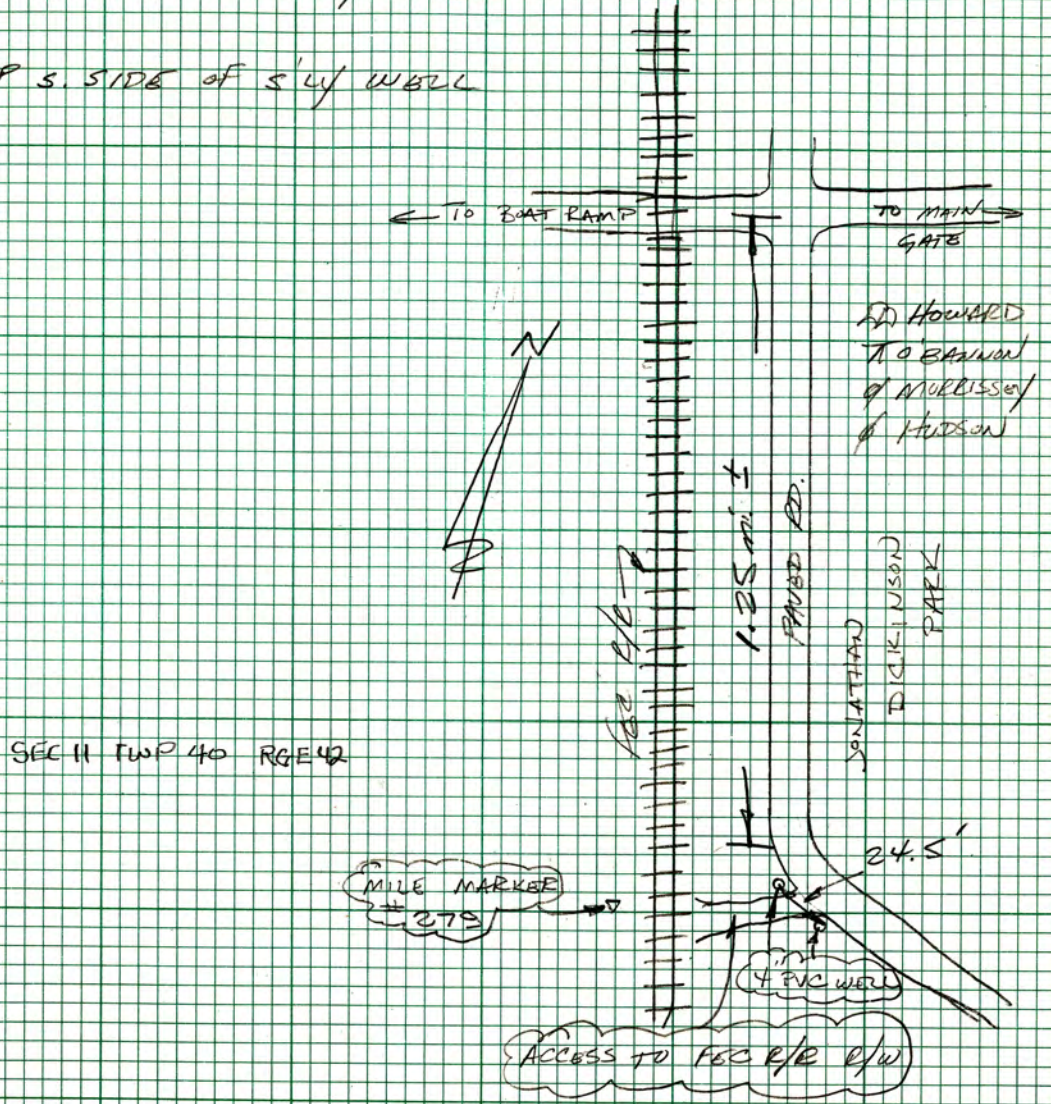 P S. SIDE OF S'LY WELL
← TO BOAT RAMP
TO MAIN →
GATE
N
HOWARD
O'BANNON
MORRISSEY
HUDSON
1.25 mi. ±
PAVED RD.
FEC R/R
JONATHAN
DICKINSON
PARK
SEC 11 TWP 40 RGE 42
24.5'
MILE MARKER
# 279
4" PVC WELL
ACCESS TO FEC R/R R/W